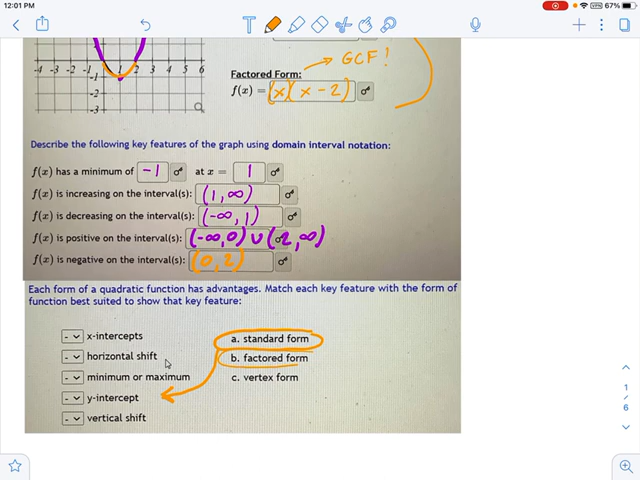 12:01 PM
VPN 67%
-4 -3 -2 -1 1 2 3 4 5 6
-1
-2
-3
→ GCF!
Factored Form:
f(x) = (x)(x-2)
Describe the following key features of the graph using domain interval notation:
f(x) has a minimum of -1 at x = 1
f(x) is increasing on the interval(s): (1, ∞)
f(x) is decreasing on the interval(s): (-∞, 1)
f(x) is positive on the interval(s): (-∞, 0) ∪ (2, ∞)
f(x) is negative on the interval(s): (0, 2)
Each form of a quadratic function has advantages. Match each key feature with the form of
function best suited to show that key feature:
- x-intercepts a. standard form
- horizontal shift b. factored form
- minimum or maximum c. vertex form
- y-intercept
- vertical shift
1
/
6